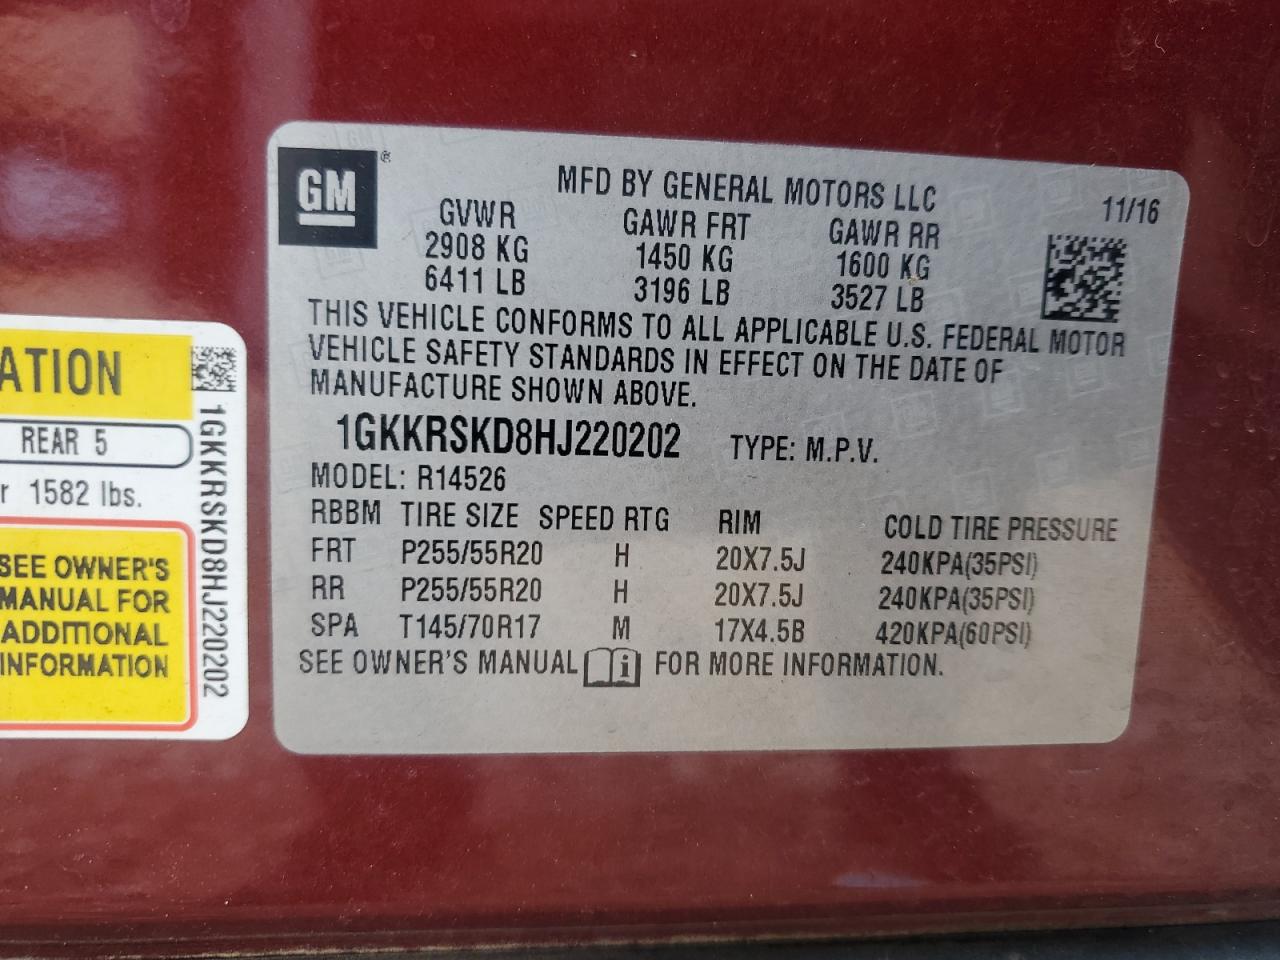 GM ®
MFD BY GENERAL MOTORS LLC 11/16
GVWR GAWR FRT GAWR RR
2908 KG 1450 KG 1600 KG
6411 LB 3196 LB 3527 LB
THIS VEHICLE CONFORMS TO ALL APPLICABLE U.S. FEDERAL MOTOR
VEHICLE SAFETY STANDARDS IN EFFECT ON THE DATE OF
MANUFACTURE SHOWN ABOVE.
1GKKRSKD8HJ220202 TYPE: M.P.V.
MODEL: R14526
RBBM TIRE SIZE SPEED RTG RIM COLD TIRE PRESSURE
FRT P255/55R20 H 20X7.5J 240KPA(35PSI)
RR P255/55R20 H 20X7.5J 240KPA(35PSI)
SPA T145/70R17 M 17X4.5B 420KPA(60PSI)
SEE OWNER'S MANUAL i FOR MORE INFORMATION.
ATION
REAR 5
r 1582 lbs.
SEE OWNER'S
MANUAL FOR
ADDITIONAL
INFORMATION
1GKKRSKD8HJ220202